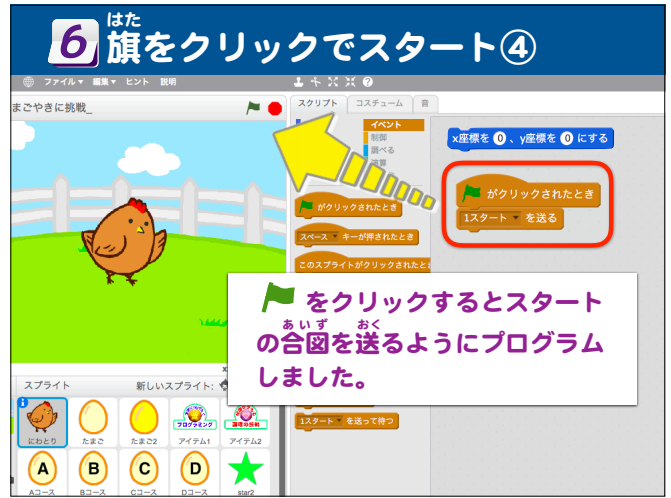 6 旗をクリックでスタート④
はた
ファイル▼ 編集▼ ヒント 説明
まごやきに挑戦_
スクリプト コスチューム 音
イベント
制御
調べる
演算
がクリックされたとき
スペース▼ キーが押されたとき
このスプライトがクリックされたと
x座標を 0 、y座標を 0 にする
がクリックされたとき
1スタート▼ を送る
をクリックするとスタート
あいず おく
の合図を送るようにプログラム
しました。
1スタート▼ を送って待つ
x
スプライト 新しいスプライト:
プログラミング
にわとり たまご たまご2 アイテム1 アイテム2
A B C D
Aコース Bコース Cコース Dコース star2